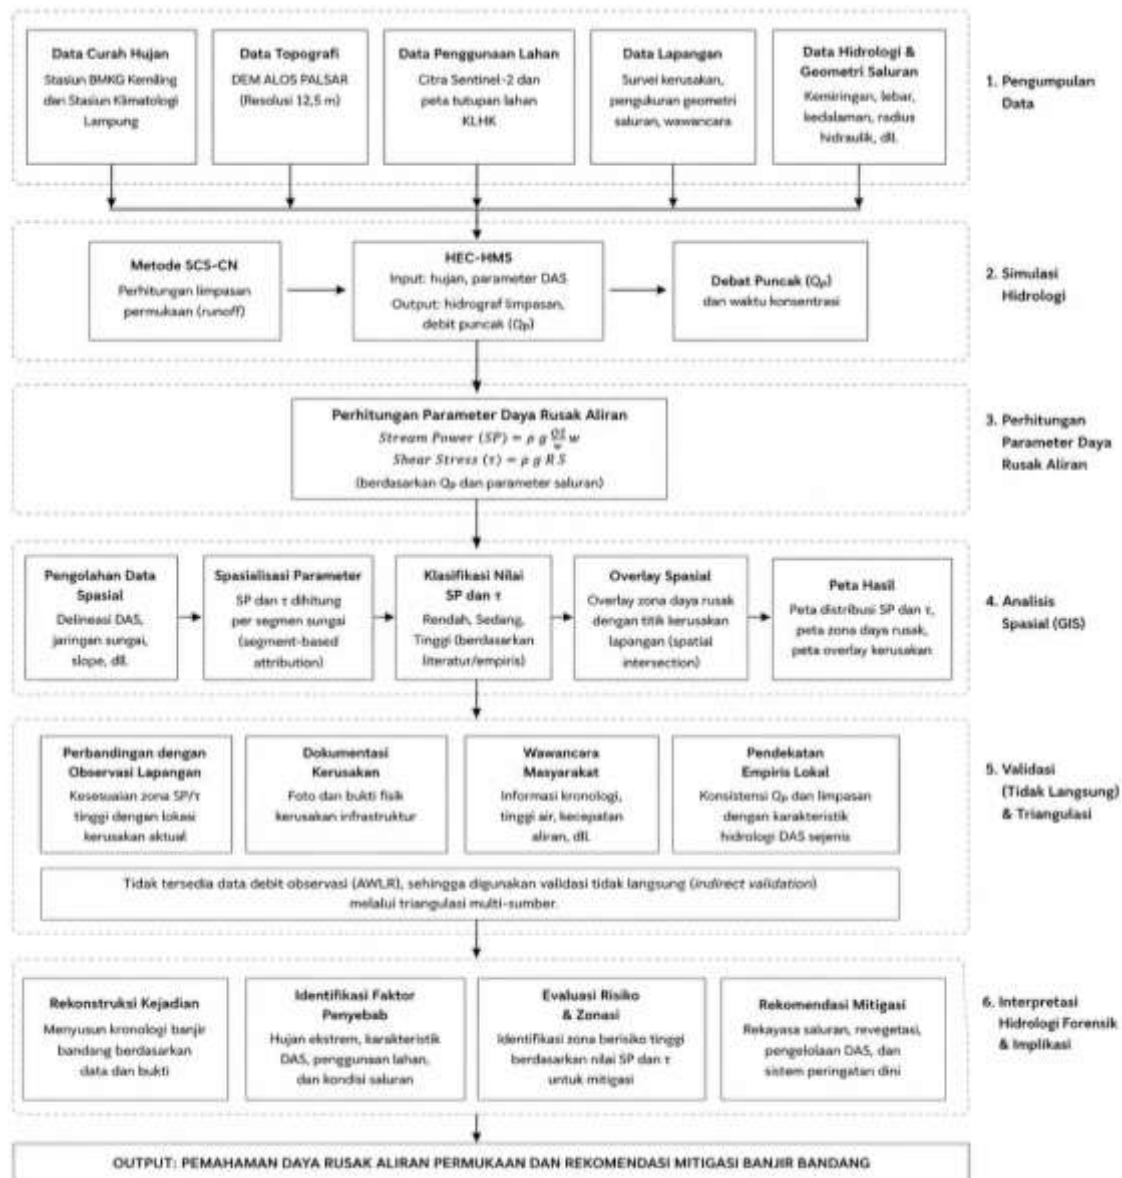 Data Curah Hujan
Stasiun BMKG Kemiling
dan Stasiun Klimatologi
Lampung
Data Topografi
DEM ALOS PALSAR
(Resolusi 12,5 m)
Data Penggunaan Lahan
Citra Sentinel-2 dan
peta tutupan lahan
KLHK
Data Lapangan
Survei kerusakan,
pengukuran geometri
saluran, wawancara
Data Hidrologi &
Geometri Saluran
Kemiringan, lebar,
kedalaman, radius
hidraulik, dll.
1. Pengumpulan
Data
Metode SCS-CN
Perhitungan limpasan
permukaan (runoff)
HEC-HMS
Input: hujan, parameter DAS
Output: hidrograf limpasan,
debit puncak (Qp)
Debat Puncak (Qp)
dan waktu konsentrasi
2. Simulasi
Hidrologi
Perhitungan Parameter Daya Rusak Aliran
Stream Power (SP) = ρ g QS/w w
Shear Stress (τ) = ρ g R S
(berdasarkan Qp dan parameter saluran)
3. Perhitungan
Parameter Daya
Rusak Aliran
Pengolahan Data
Spasial
Delineasi DAS,
jaringan sungai,
slope, dll.
Spasialisasi Parameter
SP dan τ dihitung
per segmen sungai
(segment-based
attribution)
Klasifikasi Nilai
SP dan τ
Rendah, Sedang,
Tinggi (berdasarkan
literatur/empiris)
Overlay Spasial
Overlay zona daya rusak
dengan titik kerusakan
lapangan (spatial
intersection)
Peta Hasil
Peta distribusi SP dan τ,
peta zona daya rusak,
peta overlay kerusakan
4. Analisis
Spasial (GIS)
Perbandingan dengan
Observasi Lapangan
Kesesuaian zona SP/τ
tinggi dengan lokasi
kerusakan aktual
Dokumentasi
Kerusakan
Foto dan bukti fisik
kerusakan infrastruktur
Wawancara
Masyarakat
Informasi kronologi,
tinggi air, kecepatan
aliran, dll.
Pendekatan
Empiris Lokal
Konsistensi Qp dan limpasan
dengan karakteristik
hidrologi DAS sejenis
5. Validasi
(Tidak Langsung)
& Triangulasi
Tidak tersedia data debit observasi (AWLR), sehingga digunakan validasi tidak langsung (indirect validation)
melalui triangulasi multi-sumber.
Rekonstruksi Kejadian
Menyusun kronologi banjir
bandang berdasarkan
data dan bukti
Identifikasi Faktor
Penyebab
Hujan ekstrem, karakteristik
DAS, penggunaan lahan,
dan kondisi saluran
Evaluasi Risiko
& Zonasi
Identifikasi zona berisiko tinggi
berdasarkan nilai SP dan τ
untuk mitigasi
Rekomendasi Mitigasi
Rekayasa saluran, revegetasi,
pengelolaan DAS, dan
sistem peringatan dini
6. Interpretasi
Hidrologi Forensik
& Implikasi
OUTPUT: PEMAHAMAN DAYA RUSAK ALIRAN PERMUKAAN DAN REKOMENDASI MITIGASI BANJIR BANDANG